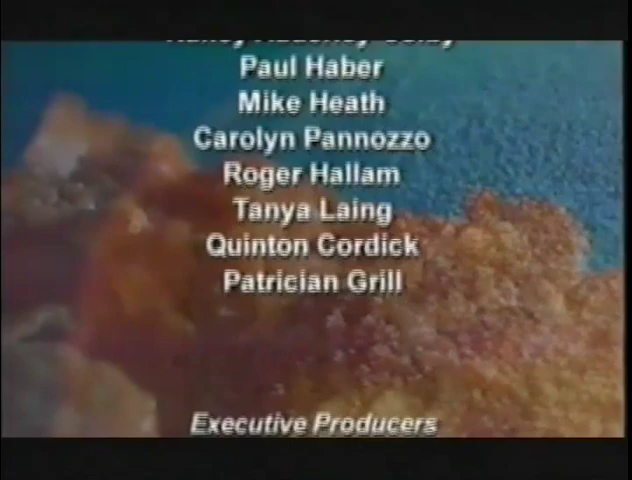 Paul Haber
Mike Heath
Carolyn Pannozzo
Roger Hallam
Tanya Laing
Quinton Cordick
Patrician Grill
Executive Producers